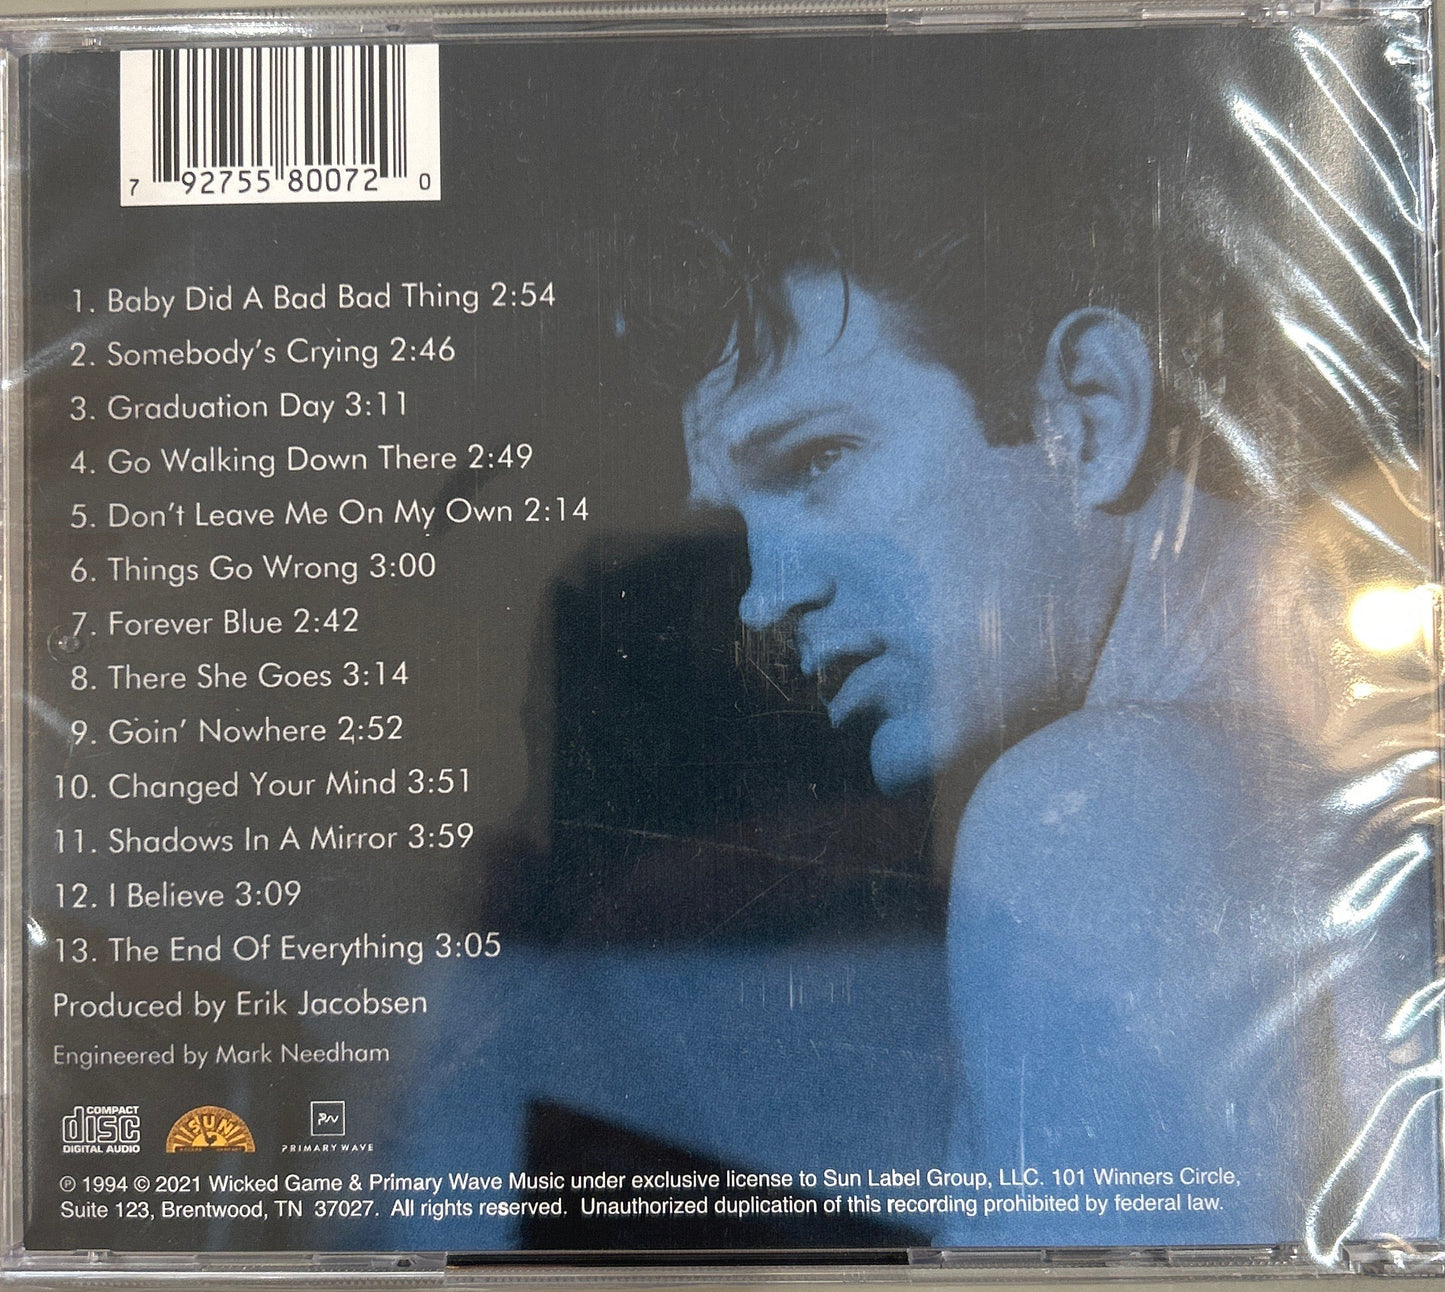 7 92755 80072 0
1. Baby Did A Bad Bad Thing 2:54
2. Somebody's Crying 2:46
3. Graduation Day 3:11
4. Go Walking Down There 2:49
5. Don't Leave Me On My Own 2:14
6. Things Go Wrong 3:00
7. Forever Blue 2:42
8. There She Goes 3:14
9. Goin' Nowhere 2:52
10. Changed Your Mind 3:51
11. Shadows In A Mirror 3:59
12. I Believe 3:09
13. The End Of Everything 3:05
Produced by Erik Jacobsen
Engineered by Mark Needham
COMPACT
disc
DIGITAL AUDIO
SUN
PRIMARY WAVE
℗ 1994 © 2021 Wicked Game & Primary Wave Music under exclusive license to Sun Label Group, LLC. 101 Winners Circle,
Suite 123, Brentwood, TN 37027. All rights reserved. Unauthorized duplication of this recording prohibited by federal law.